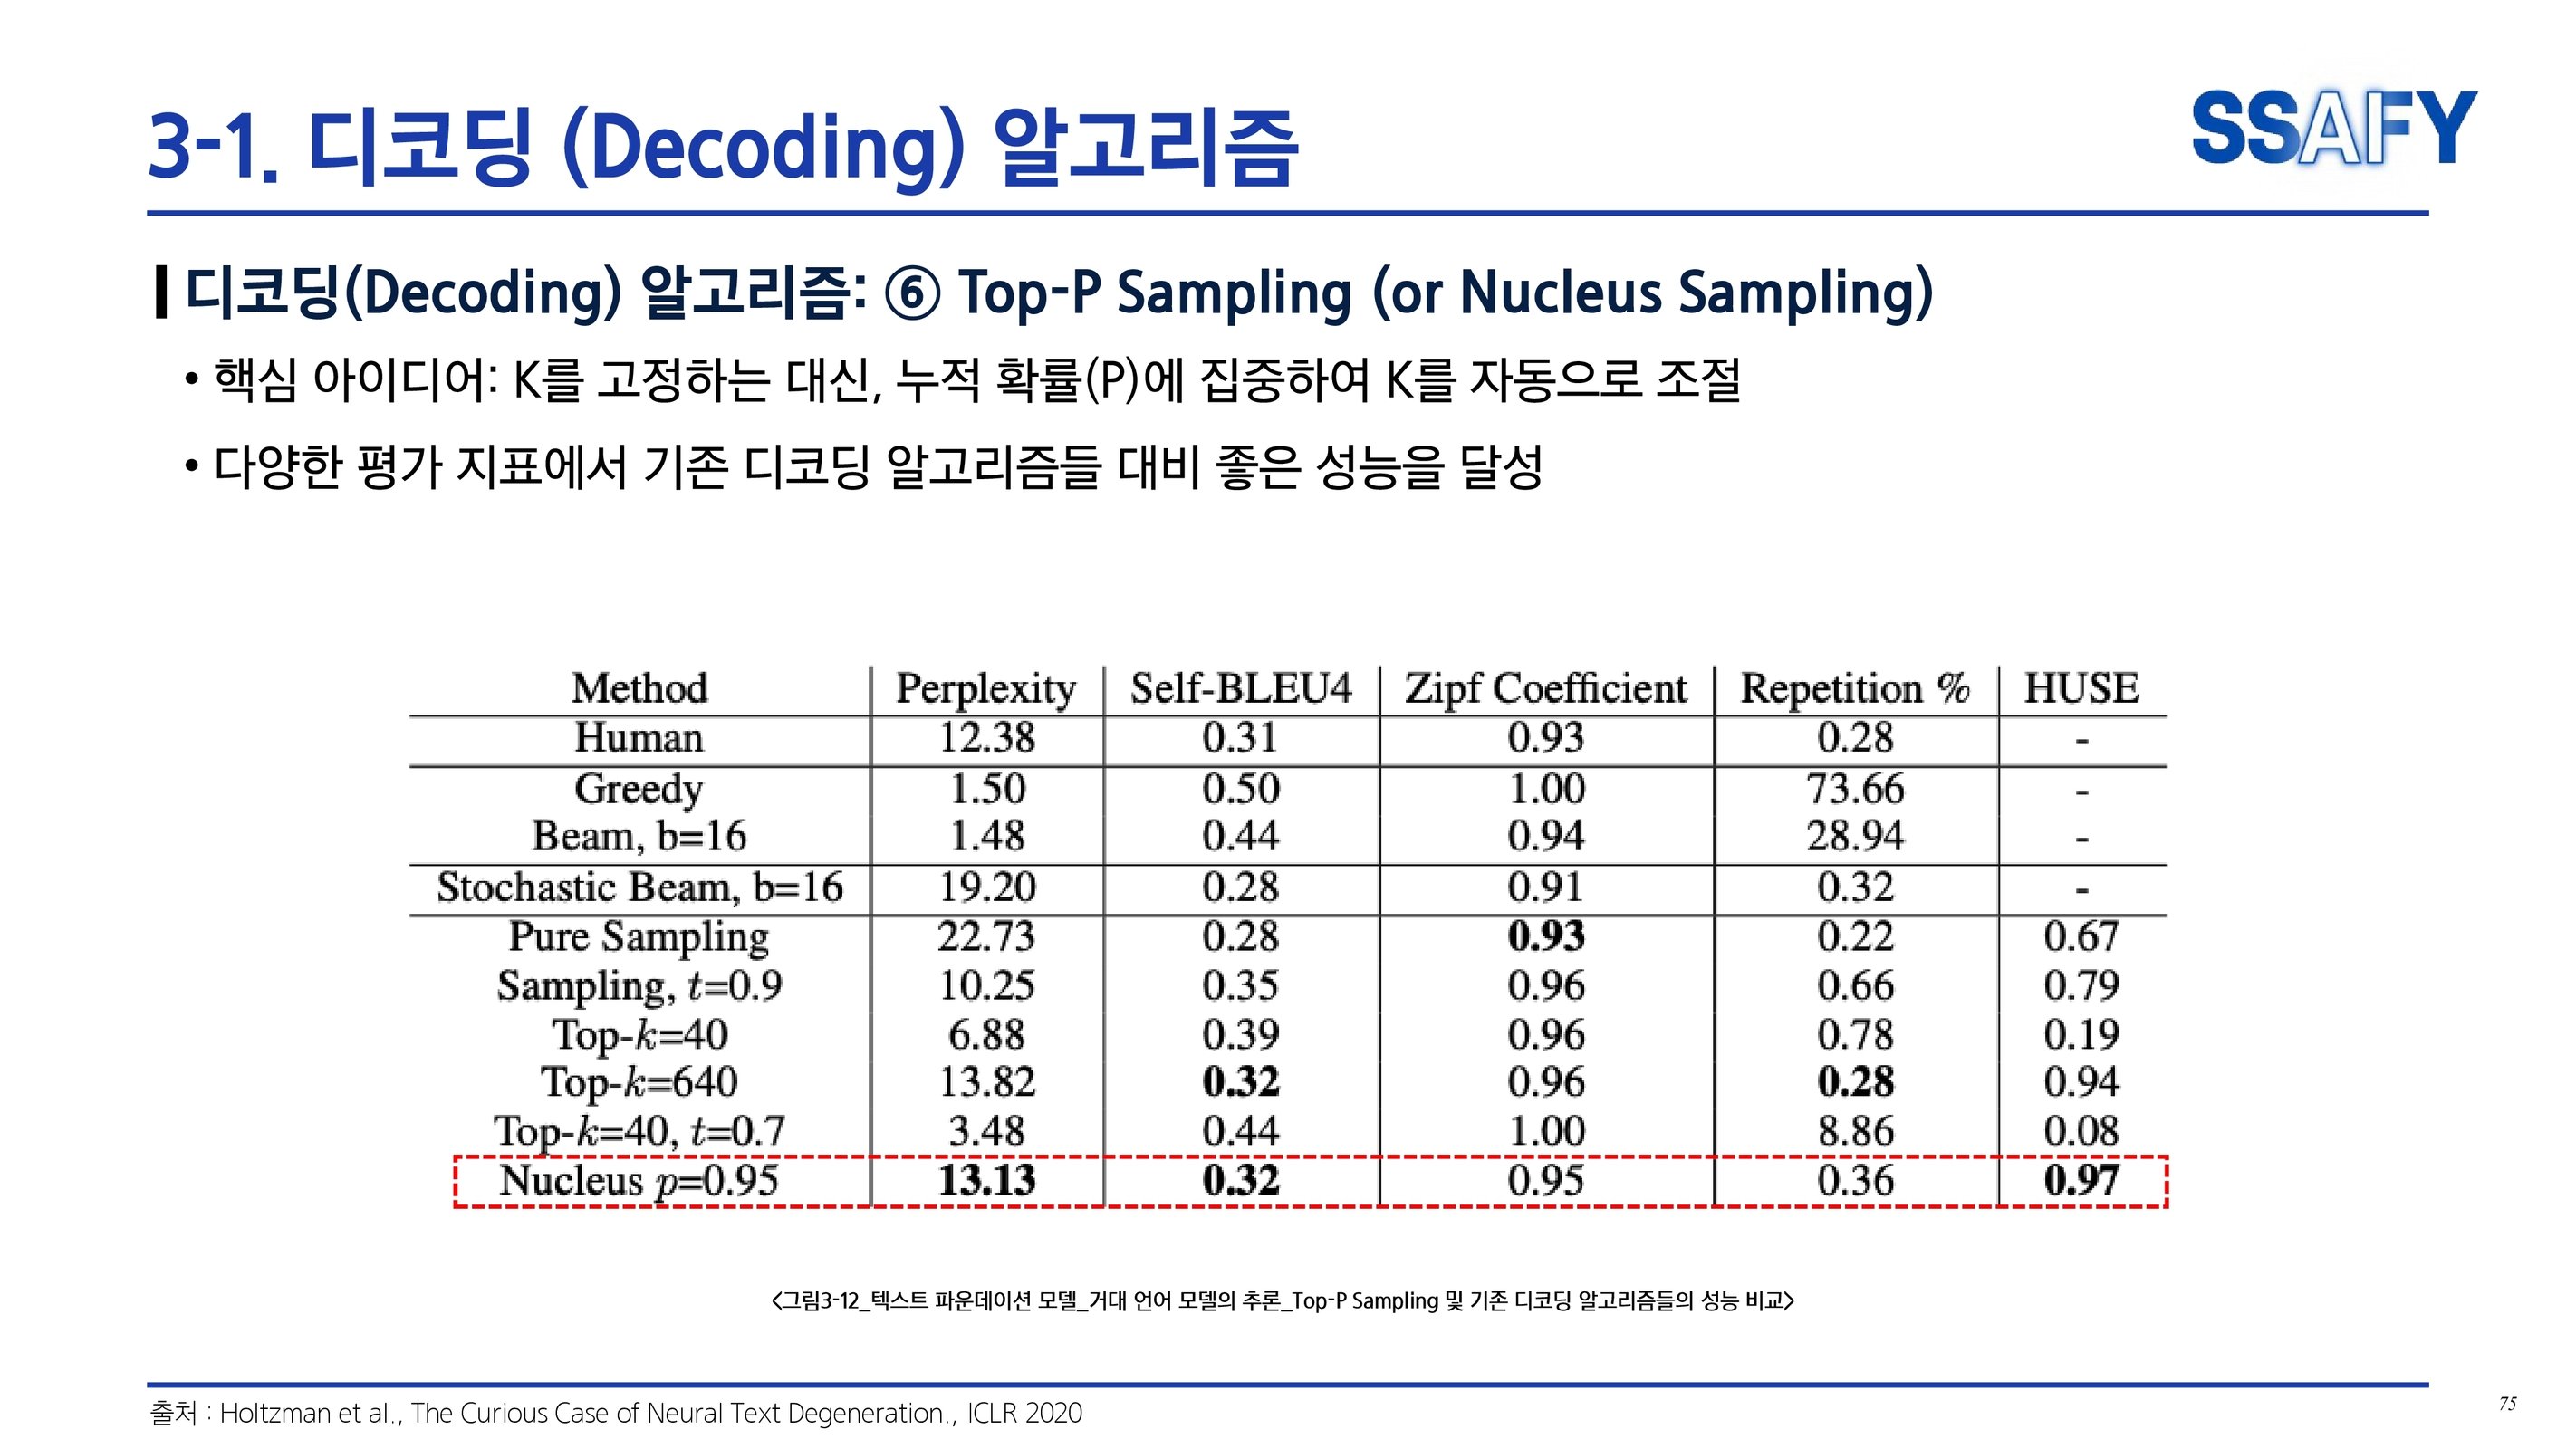 3-1. 디코딩 (Decoding) 알고리즘
SSAFY
디코딩(Decoding) 알고리즘: ⑥ Top-P Sampling (or Nucleus Sampling)
• 핵심 아이디어: K를 고정하는 대신, 누적 확률(P)에 집중하여 K를 자동으로 조절
• 다양한 평가 지표에서 기존 디코딩 알고리즘들 대비 좋은 성능을 달성
Method Perplexity Self-BLEU4 Zipf Coefficient Repetition % HUSE
Human 12.38 0.31 0.93 0.28 -
Greedy 1.50 0.50 1.00 73.66 -
Beam, b=16 1.48 0.44 0.94 28.94 -
Stochastic Beam, b=16 19.20 0.28 0.91 0.32 -
Pure Sampling 22.73 0.28 0.93 0.22 0.67
Sampling, t=0.9 10.25 0.35 0.96 0.66 0.79
Top-k=40 6.88 0.39 0.96 0.78 0.19
Top-k=640 13.82 0.32 0.96 0.28 0.94
Top-k=40, t=0.7 3.48 0.44 1.00 8.86 0.08
Nucleus p=0.95 13.13 0.32 0.95 0.36 0.97
<그림3-12_텍스트 파운데이션 모델_거대 언어 모델의 추론_Top-P Sampling 및 기존 디코딩 알고리즘들의 성능 비교>
출처 : Holtzman et al., The Curious Case of Neural Text Degeneration., ICLR 2020
75